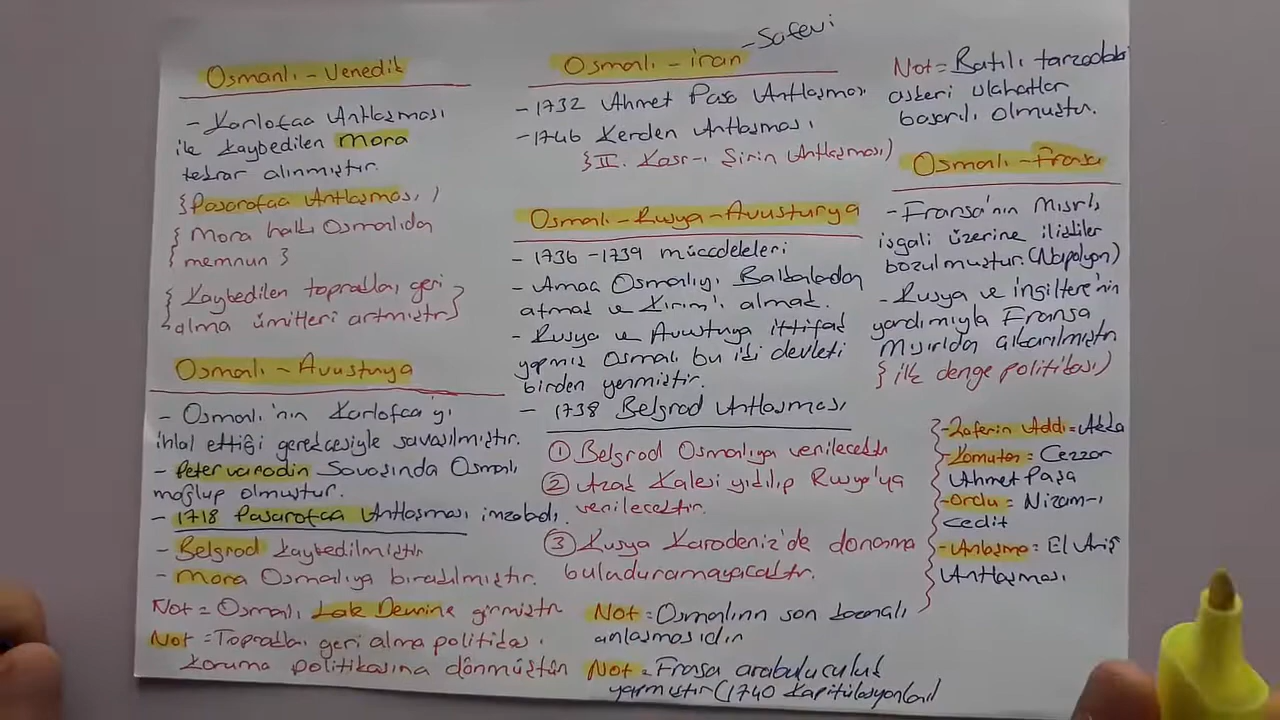 Osmanlı - Venedik
- Karlofça Antlaşması
ile kaybedilen Mora
tekrar alınmıştır.
{Pasarofça Antlaşması}
{Mora halkı Osmanlıdan
memnun}
{Kaybedilen toprakları geri
alma ümitleri artmıştır}
Osmanlı - Avusturya
- Osmanlı'nın Karlofça'yı
ihlal ettiği gerekçesiyle savaşılmıştır.
- Petervaradin Savaşında Osmanlı
mağlup olmuştur.
- 1718 Pasarofça Antlaşması imzaladı.
- Belgrad kaybedilmiştir
- Mora Osmanlıya bırakılmıştır.
Not = Osmanlı Lale Devrine girmiştir
Not = Toprakları geri alma politikası
koruma politikasına dönmüştür
Osmanlı - İran - Safevi
- 1732 Ahmet Paşa Antlaşması
- 1746 Kerden Antlaşması
{II. Kasr-ı Şirin Antlaşması)
Osmanlı - Rusya - Avusturya
- 1736 - 1739 mücadeleleri
- Amaç Osmanlıyı Balkalardan
atmak ve Kırım'ı almak.
- Rusya ve Avusturya ittifak
yapmış Osmalı bu iki devleti
birden yenmiştir.
- 1738 Belgrad Antlaşması
① Belgrad Osmanlıya verilecektir
② Azak Kalesi yıkılıp Rusya'ya
verilecektir.
③ Rusya Karadeniz'de donanma
bulunduramayacaktır.
Not = Osmanlının son kazançlı
anlaşmasıdır
Not = Fransa arabuluculuk
yapmıştır (1740 Kapitülasyonları)
Not = Batılı tarzdaki
askeri ıslahatlar
başarılı olmuştur.
Osmanlı - Fransa
- Fransa'nın Mısır'ı
işgali üzerine ilişkiler
bozulmuştur. (Napolyon)
- Rusya ve İngiltere'nin
yardımıyla Fransa
Mısırdan çıkarılmıştır
{ilk denge politikası)
- Zaferin Adı = Akka
- Komutan = Cezzar
Ahmet Paşa
- Ordu = Nizam-ı
Cedit
- Anlaşma = El Ariş
Antlaşması